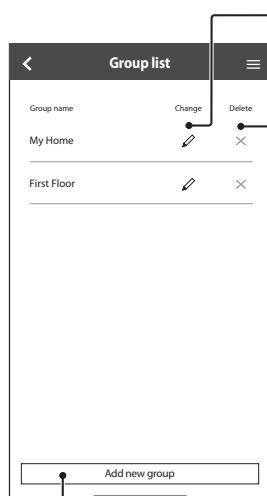 Group list
Group name Change Delete
My Home
First Floor
Add new group